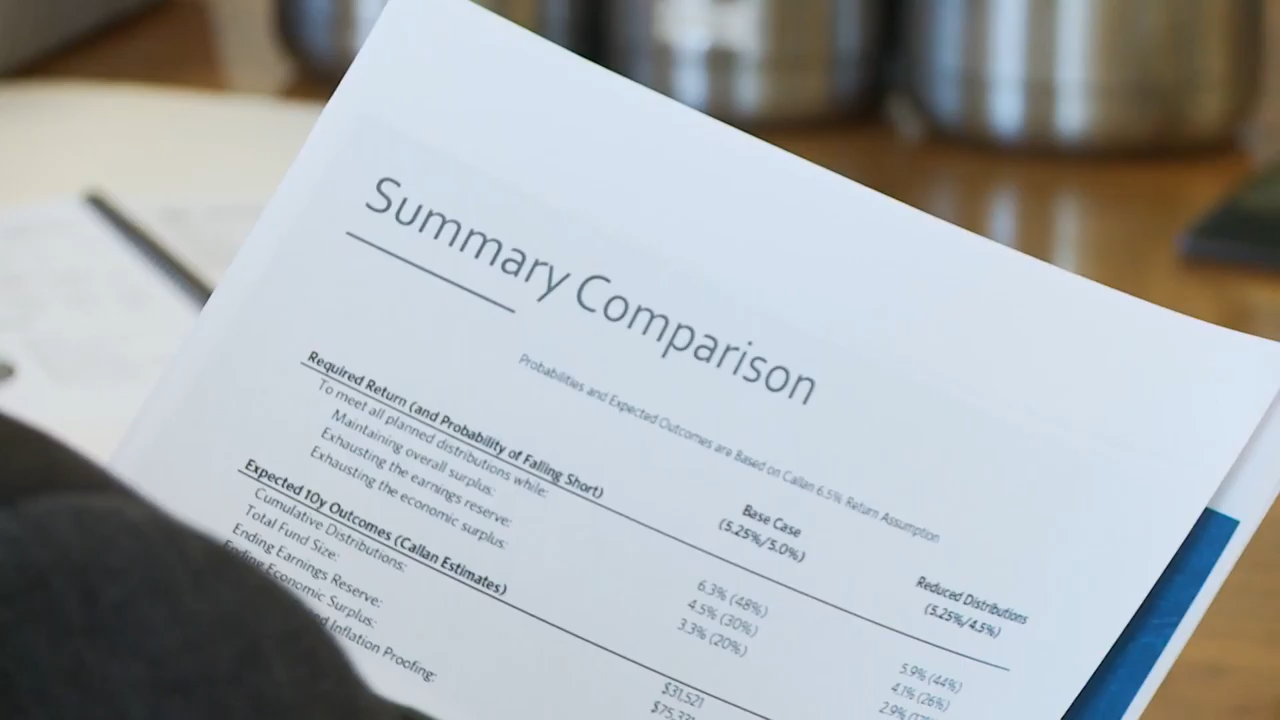 Summary Comparison
Probabilities and Expected Outcomes are Based on Callan 6.5% Return Assumption
Base Case
(5.25%/5.0%)
Reduced Distributions
(5.25%/4.5%)
Required Return (and Probability of Falling Short)
To meet all planned distributions while:
Maintaining overall surplus: 6.3% (48%) 5.9% (44%)
Exhausting the earnings reserve: 4.5% (30%) 4.1% (26%)
Exhausting the economic surplus: 3.3% (20%) 2.9%
Expected 10y Outcomes (Callan Estimates)
Cumulative Distributions: $31,521
Total Fund Size:
Ending Earnings Reserve:
Ending Economic Surplus:
Inflation Proofing: